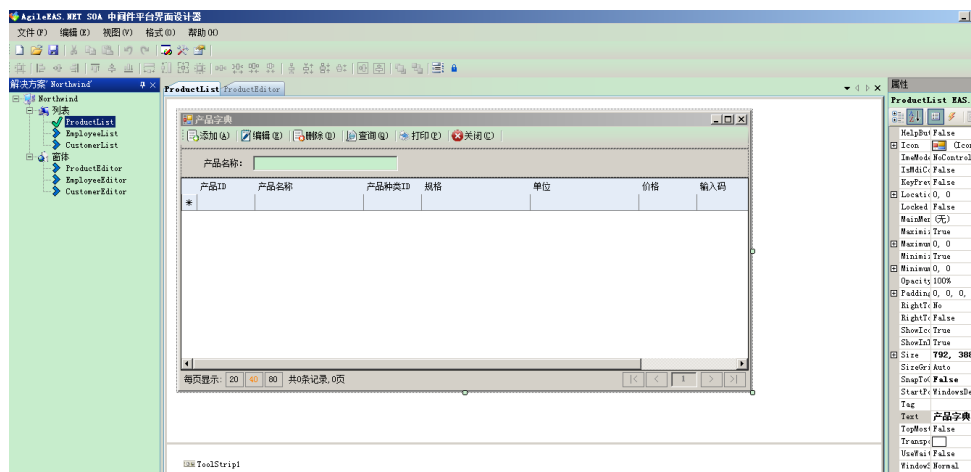 AgileEAS.NET SOA 中间件平台界面设计器
文件(F) 编辑(E) 视图(V) 格式(O) 帮助(H)
解决方案'Northwind'
Northwind
列表
ProductList
EmployeeList
CustomerList
窗体
ProductEditor
EmployeeEditor
CustomerEditor
ProductList ProductEditor
产品字典
添加(A) 编辑(E) 删除(D) 查询(Q) 打印(P) 关闭(C)
产品名称:
产品ID 产品名称 产品种类ID 规格 单位 价格 输入码
每页显示: 20 40 80 共0条记录,0页
|< < 1 > >|
ToolStrip1
属性
ProductList EAS.
HelpBut False
Icon (Ico
ImeMode NoControl
IsMdiCo False
KeyPrev False
Locatio 0, 0
Locked False
MainMen (无)
Maximiz True
Maximum 0, 0
Minimiz True
Minimum 0, 0
Opacity 100%
Padding 0, 0, 0,
RightTo No
RightTo False
ShowIco True
ShowInT True
Size 792, 388
SizeGri Auto
SnapToG False
StartPo WindowsDe
Tag
Text 产品字典
TopMost False
Transpa
UseWait False
WindowS Normal